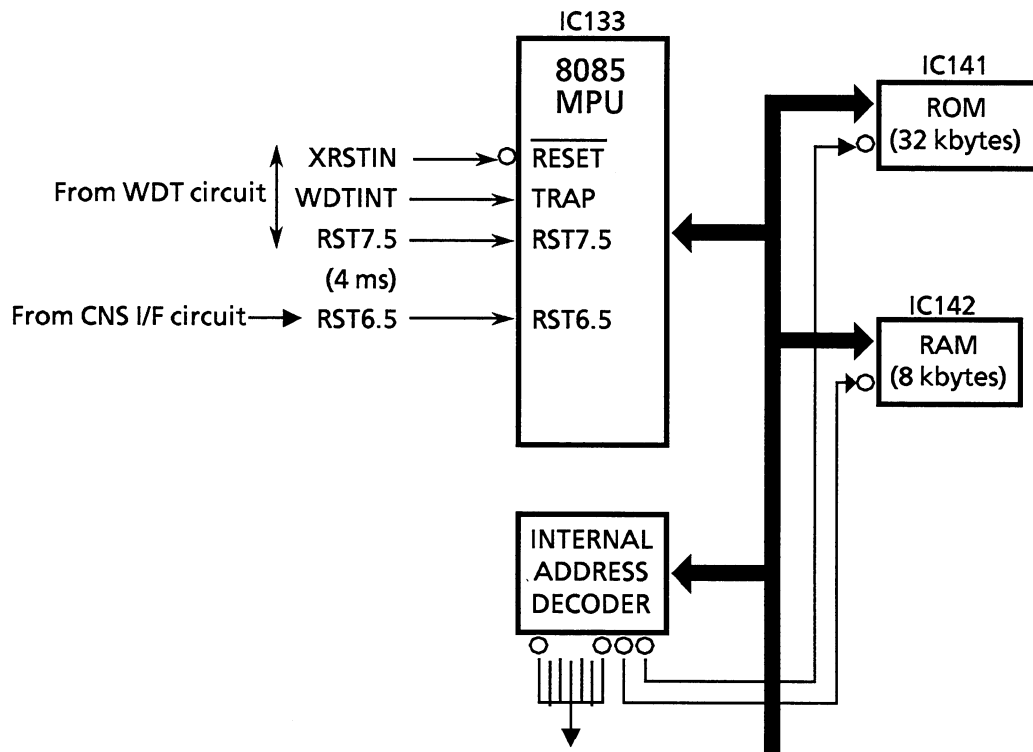 IC133
8085
MPU
IC141
ROM
(32 kbytes)
From WDT circuit
XRSTIN
RESET
WDTINT
TRAP
RST7.5
RST7.5
(4 ms)
From CNS I/F circuit
RST6.5
RST6.5
IC142
RAM
(8 kbytes)
INTERNAL
ADDRESS
DECODER